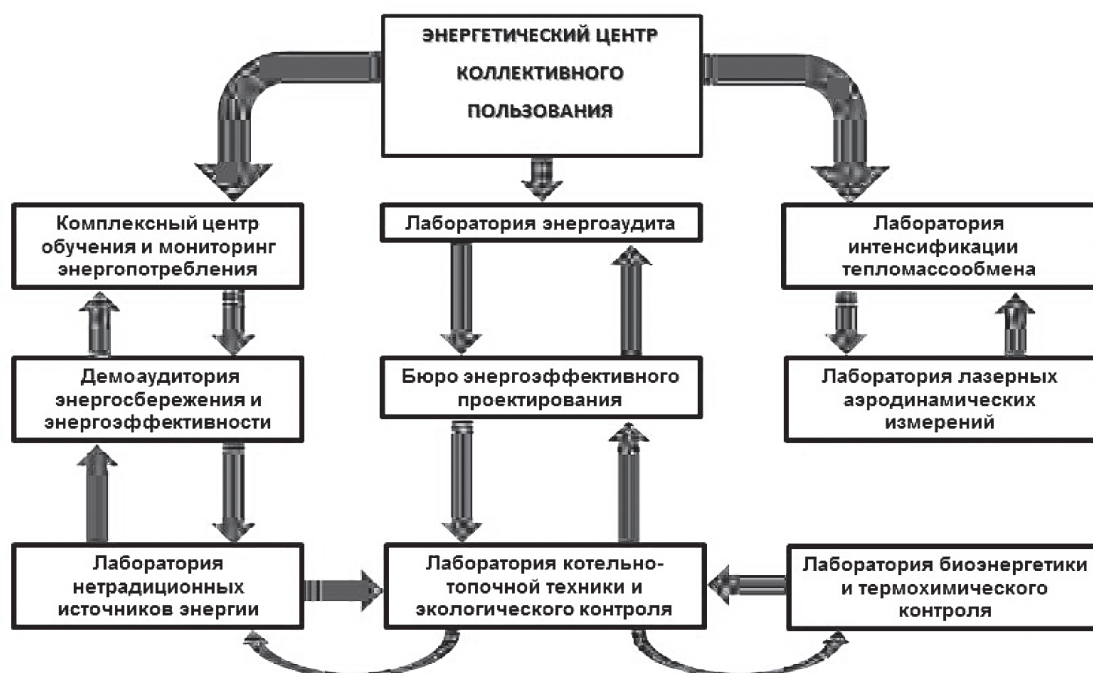 ЭНЕРГЕТИЧЕСКИЙ ЦЕНТР
КОЛЛЕКТИВНОГО
ПОЛЬЗОВАНИЯ
Комплексный центр
обучения и мониторинг
энергопотребления
Лаборатория энергоаудита
Лаборатория
интенсификации
тепломассообмена
Демоаудитория
энергосбережения и
энергоэффективности
Бюро энергоэффективного
проектирования
Лаборатория лазерных
аэродинамических
измерений
Лаборатория
нетрадиционных
источников энергии
Лаборатория котельно-
топочной техники и
экологического контроля
Лаборатория биоэнергетики
и термохимического
контроля